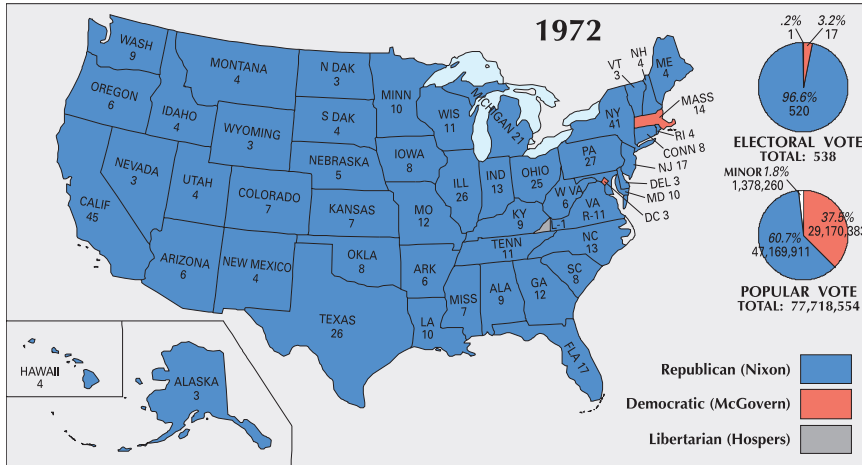 1972
WASH
9
OREGON
6
CALIF
45
NEVADA
3
IDAHO
4
MONTANA
4
WYOMING
3
UTAH
4
COLORADO
7
ARIZONA
6
NEW MEXICO
4
N DAK
3
S DAK
4
NEBRASKA
5
KANSAS
7
OKLA
8
TEXAS
26
MINN
10
IOWA
8
MO
12
ARK
6
LA
10
WIS
11
ILL
26
MICHIGAN 21
IND
13
OHIO
25
KY
9
TENN
11
MISS
7
ALA
9
GA
12
FLA 17
SC
8
NC
13
VA
R-11
L-1
W VA
6
PA
27
NY
41
VT
3
NH
4
ME
4
MASS
14
RI 4
CONN 8
NJ 17
DEL 3
MD 10
DC 3
HAWAII
4
ALASKA
3
.2%
1
3.2%
17
96.6%
520
ELECTORAL VOTE
TOTAL: 538
MINOR 1.8%
1,378,260
37.5%
29,170,383
60.7%
47,169,911
POPULAR VOTE
TOTAL: 77,718,554
Republican (Nixon)
Democratic (McGovern)
Libertarian (Hospers)